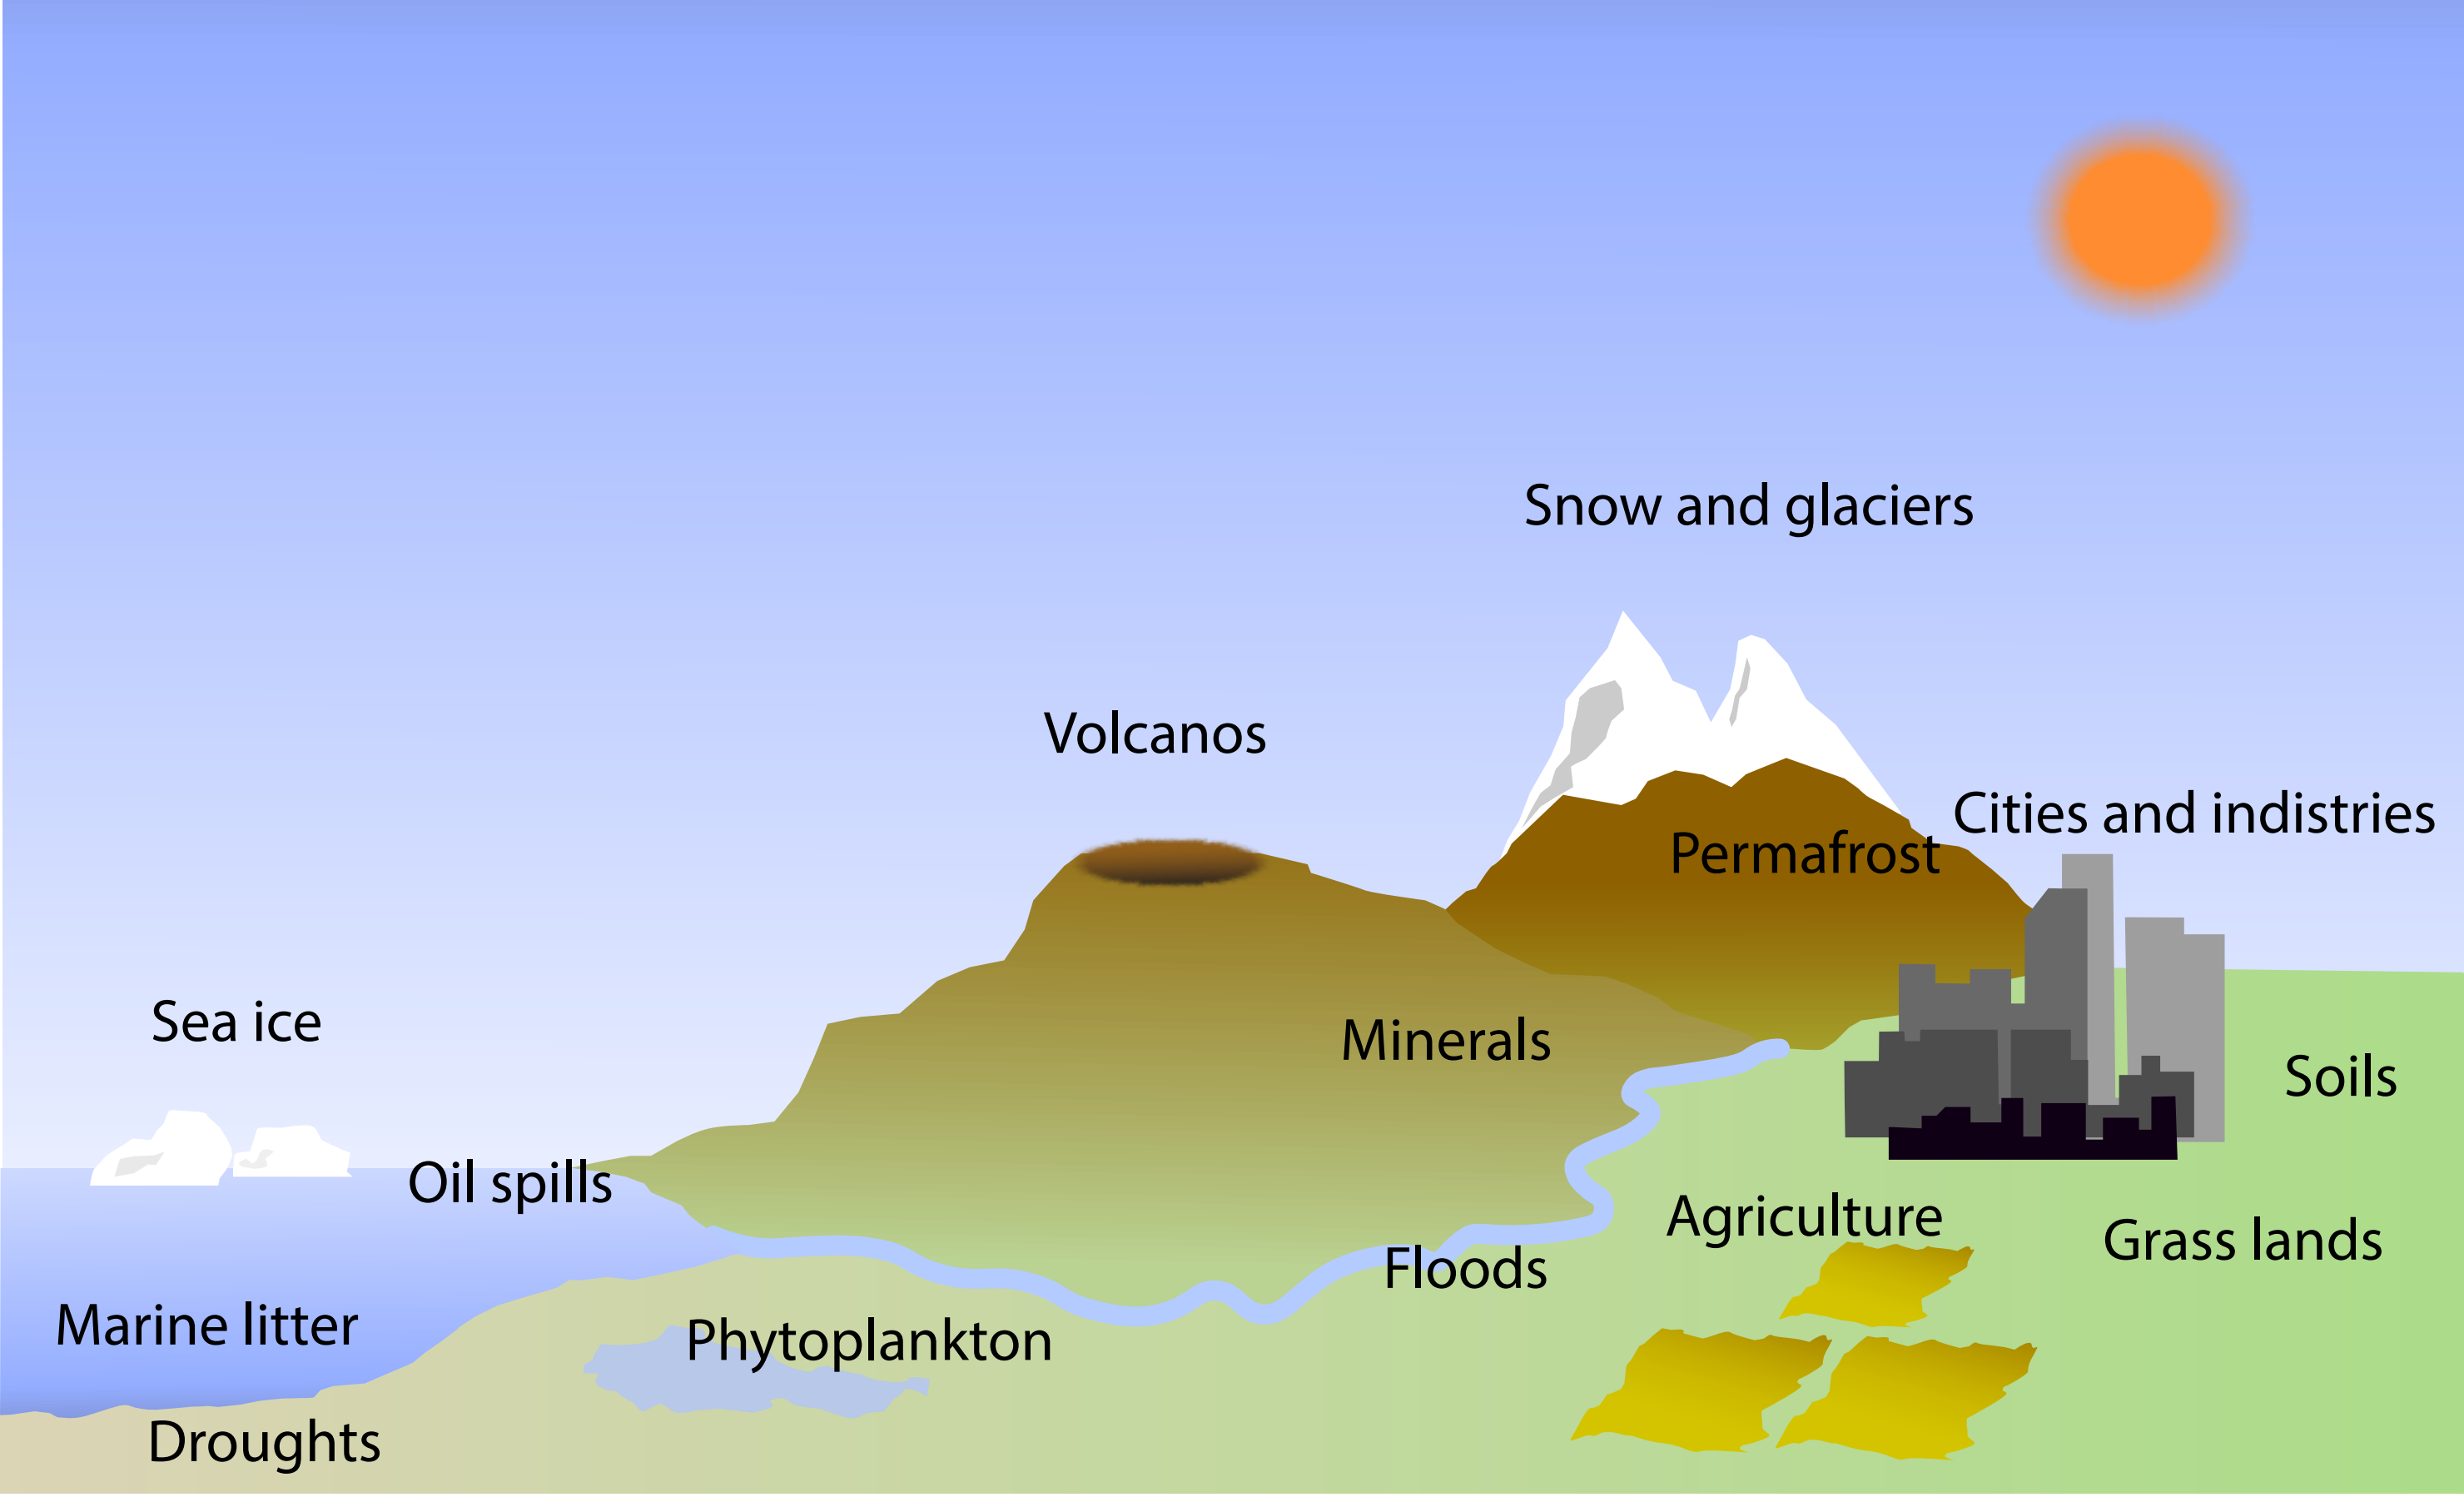 Snow and glaciers
Volcanos
Cities and indistries
Permafrost
Sea ice
Minerals
Soils
Oil spills
Agriculture
Grass lands
Floods
Marine litter
Phytoplankton
Droughts